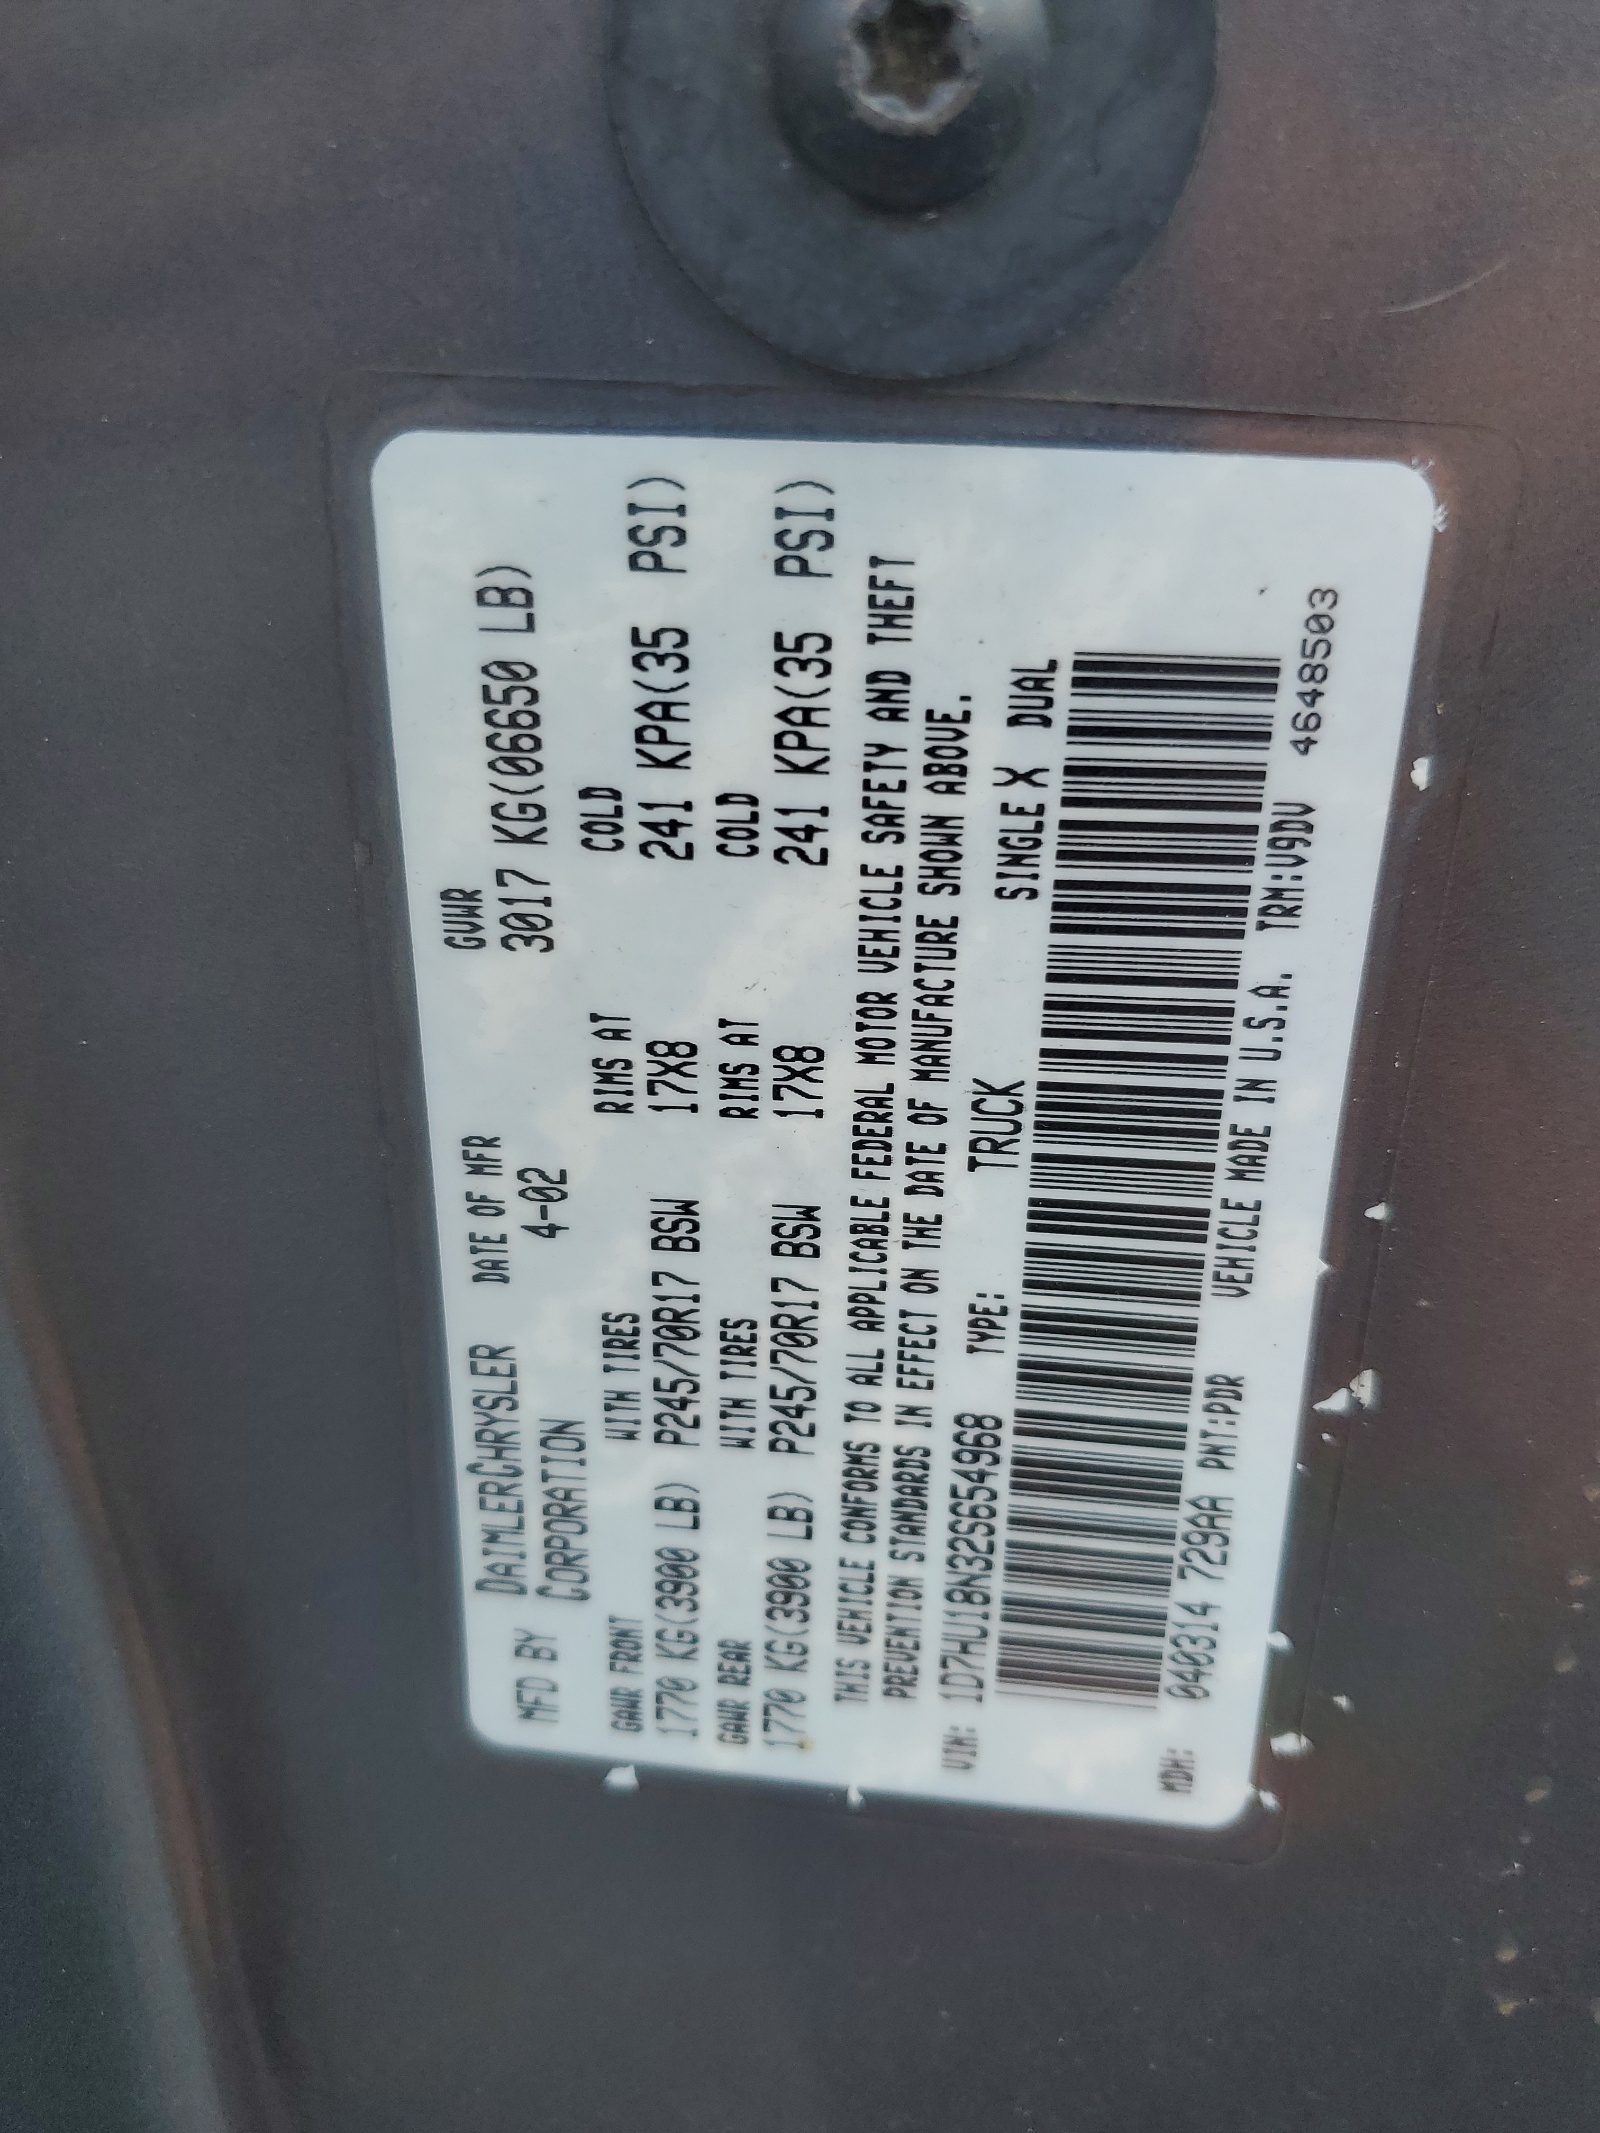 MFD BY DAIMLERCHRYSLER CORPORATION DATE OF MFR 4-02 GVWR 3017 KG(06650 LB)
GAWR FRONT WITH TIRES RIMS AT COLD
1770 KG(3900 LB) P245/70R17 BSW 17X8 241 KPA(35 PSI)
GAWR REAR WITH TIRES RIMS AT COLD
1770 KG(3900 LB) P245/70R17 BSW 17X8 241 KPA(35 PSI)
THIS VEHICLE CONFORMS TO ALL APPLICABLE FEDERAL MOTOR VEHICLE SAFETY AND THEFT
PREVENTION STANDARDS IN EFFECT ON THE DATE OF MANUFACTURE SHOWN ABOVE.
VIN: 1D7HU18N32S654968 TYPE: TRUCK SINGLE X DUAL
MDH: 040314 729AA PNT:PDR VEHICLE MADE IN U.S.A. TRM:V9DV 4648503